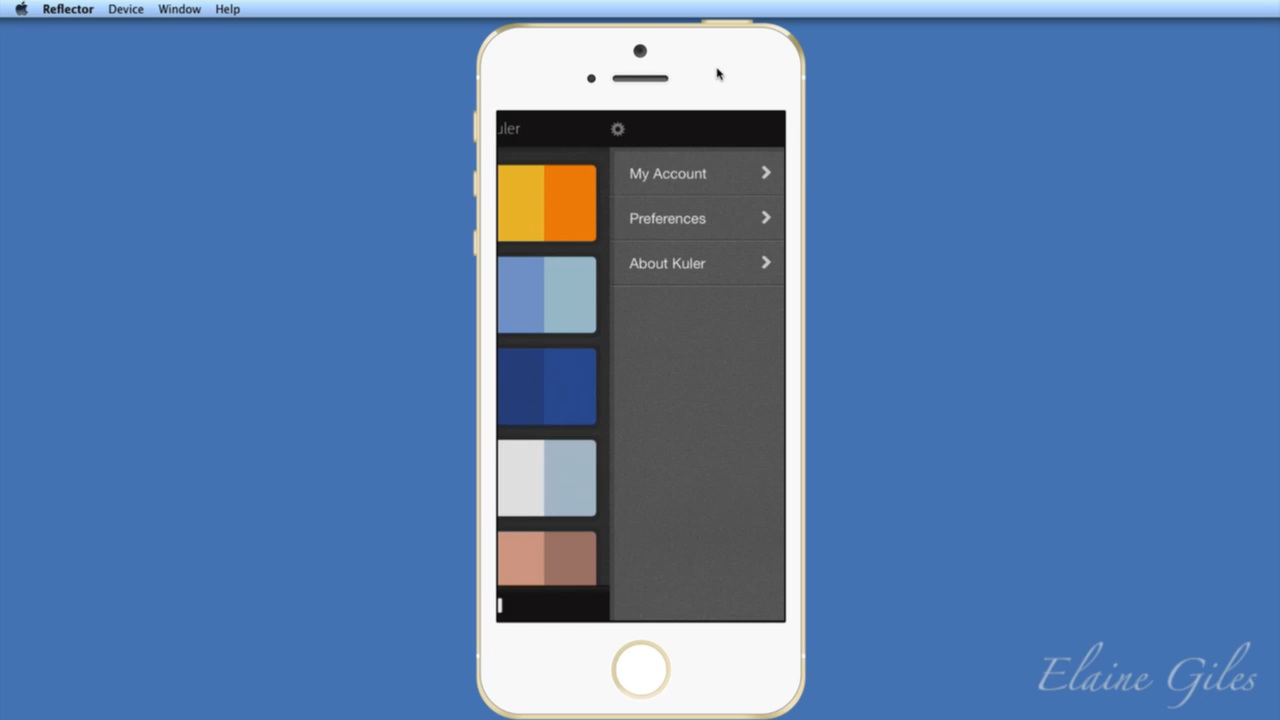 Reflector Device Window Help
uler
My Account
Preferences
About Kuler
Elaine Giles